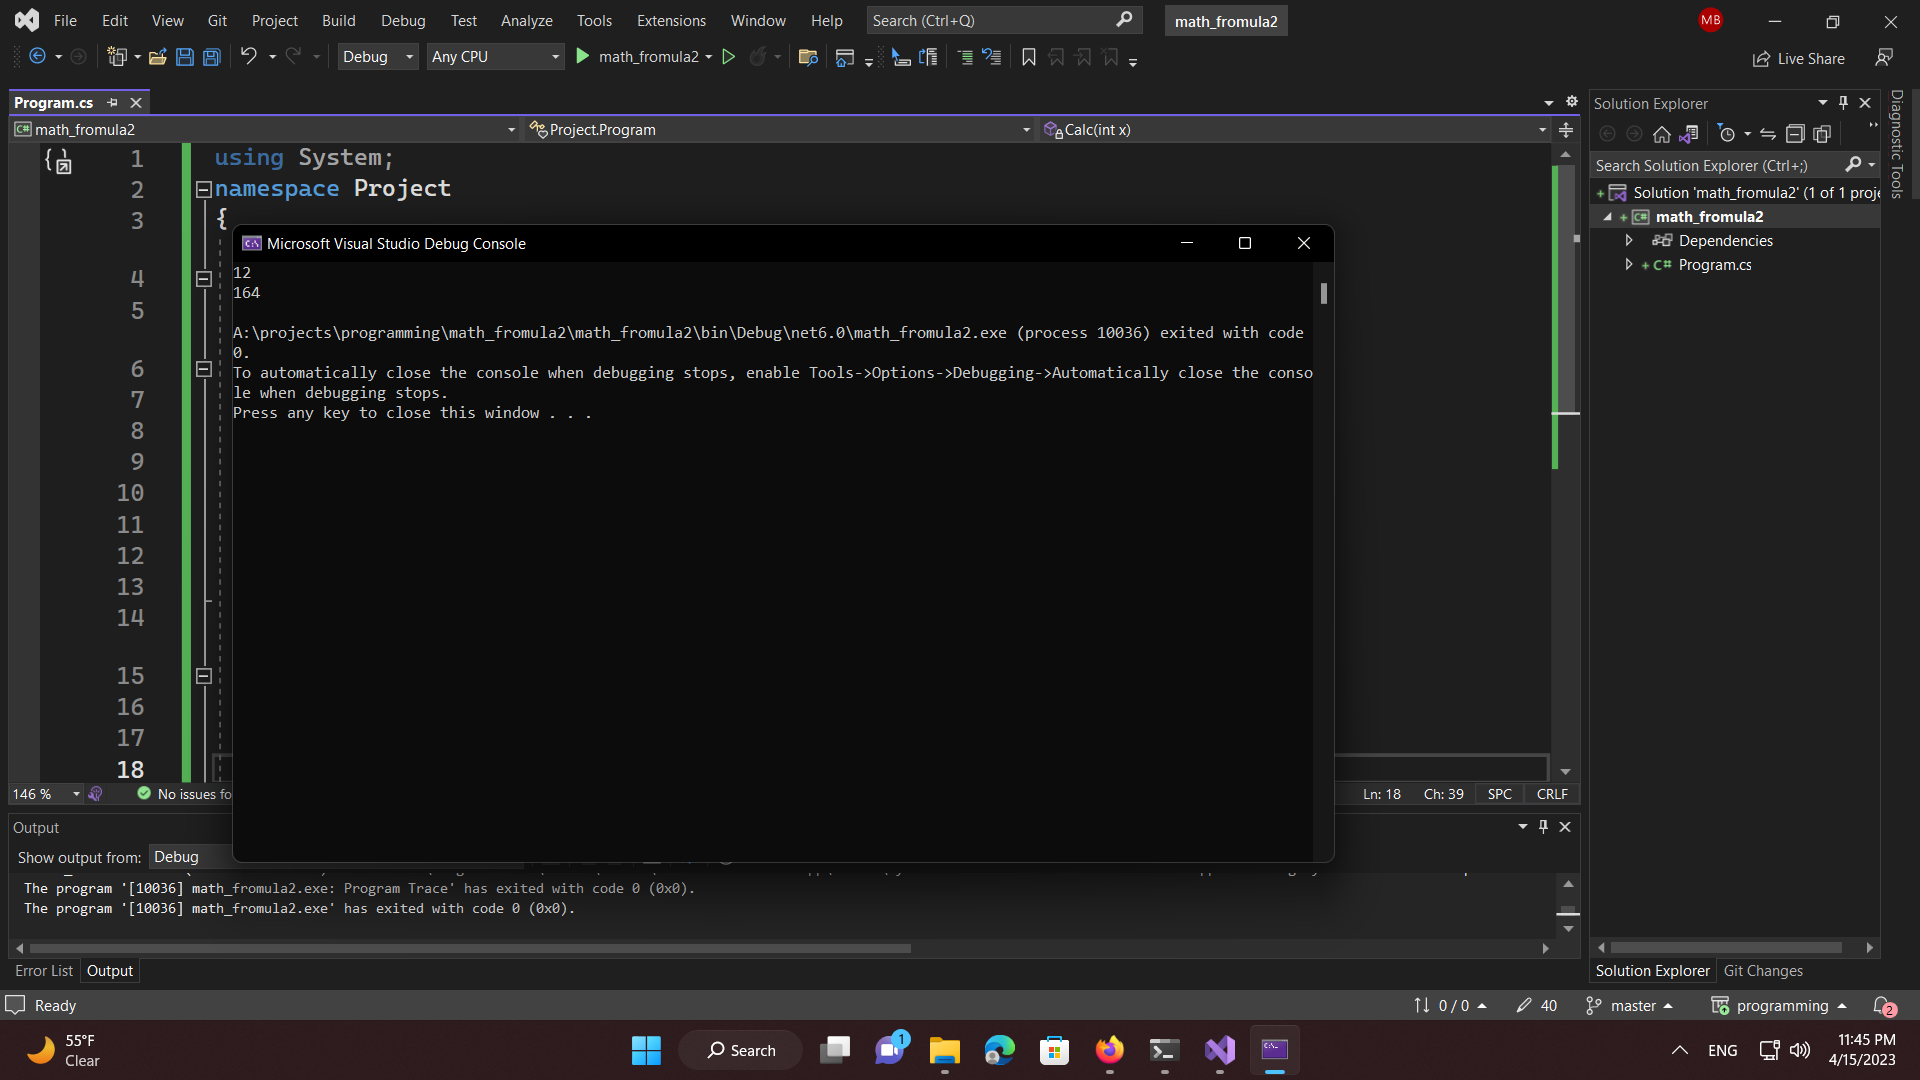 File Edit View Git Project Build Debug Test Analyze Tools Extensions Window Help Search (Ctrl+Q) math_fromula2 MB
Debug Any CPU math_fromula2 Live Share
Program.cs
math_fromula2 Project.Program Calc(int x)
1 using System;
2 namespace Project
3 {
4
5
6
7
8
9
10
11
12
13
14
15
16
17
18
Microsoft Visual Studio Debug Console
12
164
A:\projects\programming\math_fromula2\math_fromula2\bin\Debug\net6.0\math_fromula2.exe (process 10036) exited with code
0.
To automatically close the console when debugging stops, enable Tools->Options->Debugging->Automatically close the conso
le when debugging stops.
Press any key to close this window . . .
146 % No issues fo
Ln: 18 Ch: 39 SPC CRLF
Output
Show output from: Debug
The program '[10036] math_fromula2.exe: Program Trace' has exited with code 0 (0x0).
The program '[10036] math_fromula2.exe' has exited with code 0 (0x0).
Error List Output
Solution Explorer
Search Solution Explorer (Ctrl+;)
Solution 'math_fromula2' (1 of 1 proje
math_fromula2
Dependencies
C# Program.cs
Solution Explorer Git Changes
Diagnostic Tools
Ready 0 / 0 40 master programming 2
55°F
Clear
Search
1
ENG
11:45 PM
4/15/2023